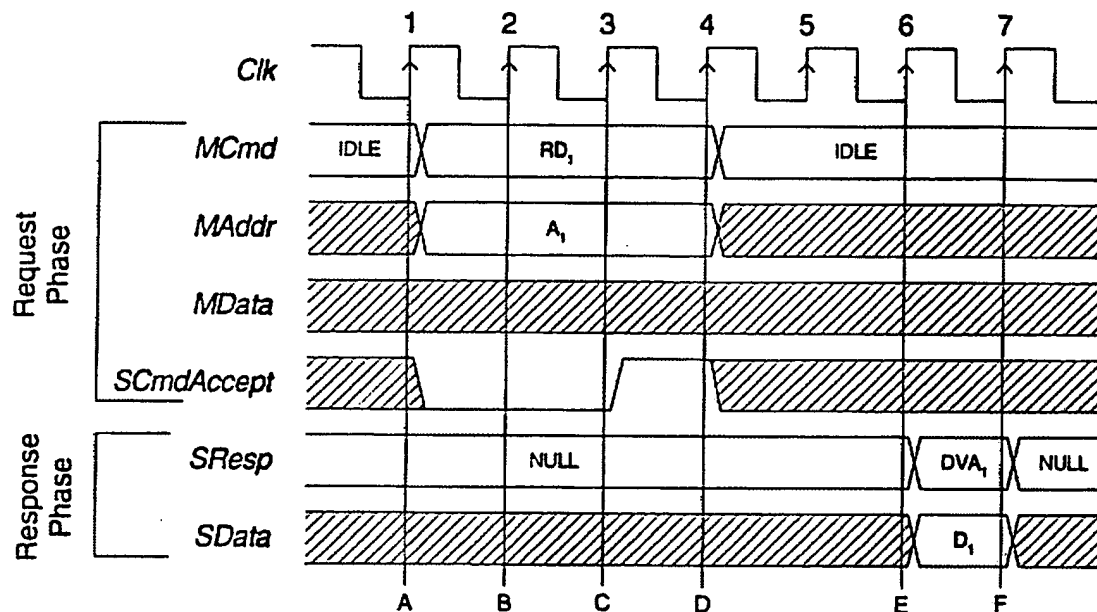 1 2 3 4 5 6 7
Clk
Request Phase
MCmd IDLE RD₁ IDLE
MAddr A₁
MData
SCmdAccept
Response Phase
SResp NULL DVA₁ NULL
SData D₁
A B C D E F